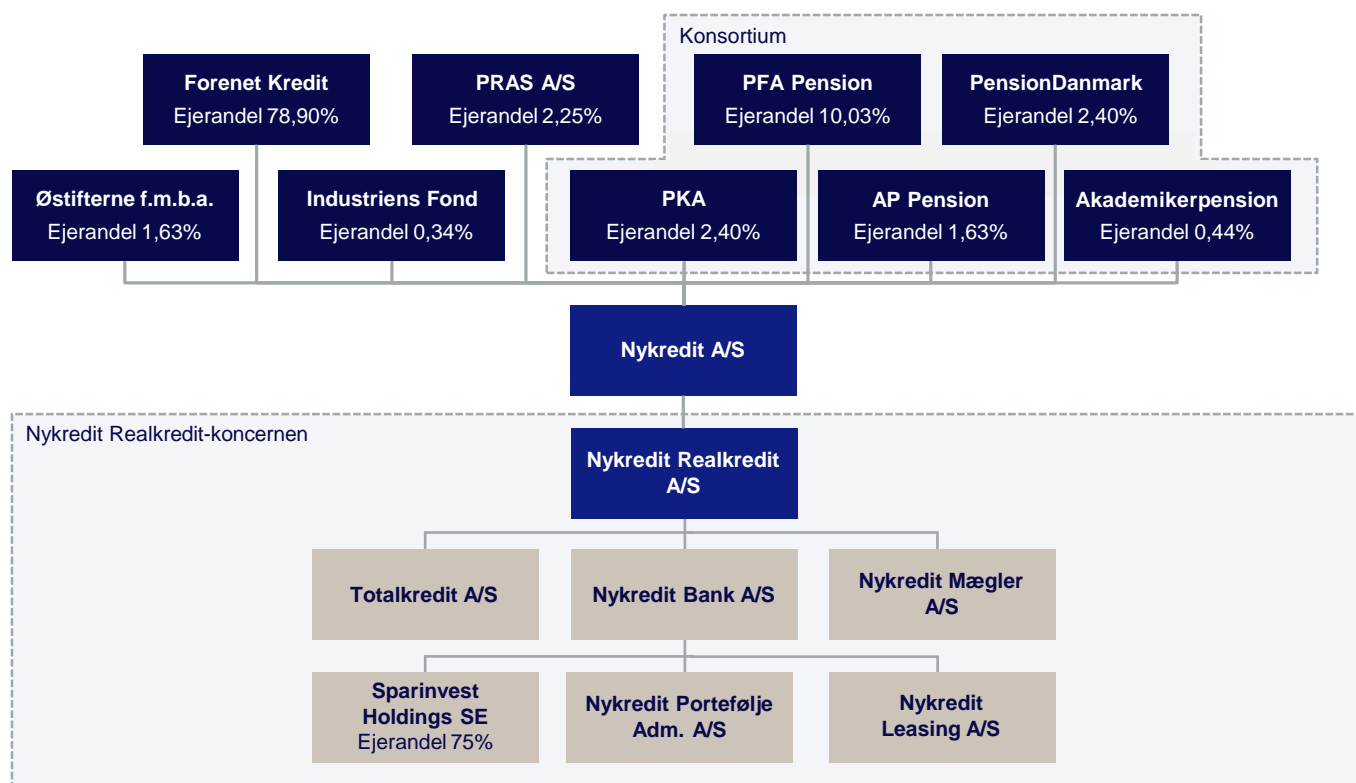 Konsortium
Forenet Kredit
Ejerandel 78,90%
PRAS A/S
Ejerandel 2,25%
PFA Pension
Ejerandel 10,03%
PensionDanmark
Ejerandel 2,40%
Østifterne f.m.b.a.
Ejerandel 1,63%
Industriens Fond
Ejerandel 0,34%
PKA
Ejerandel 2,40%
AP Pension
Ejerandel 1,63%
Akademikerpension
Ejerandel 0,44%
Nykredit A/S
Nykredit Realkredit-koncernen
Nykredit Realkredit
A/S
Totalkredit A/S
Nykredit Bank A/S
Nykredit Mægler
A/S
Sparinvest
Holdings SE
Ejerandel 75%
Nykredit Portefølje
Adm. A/S
Nykredit
Leasing A/S